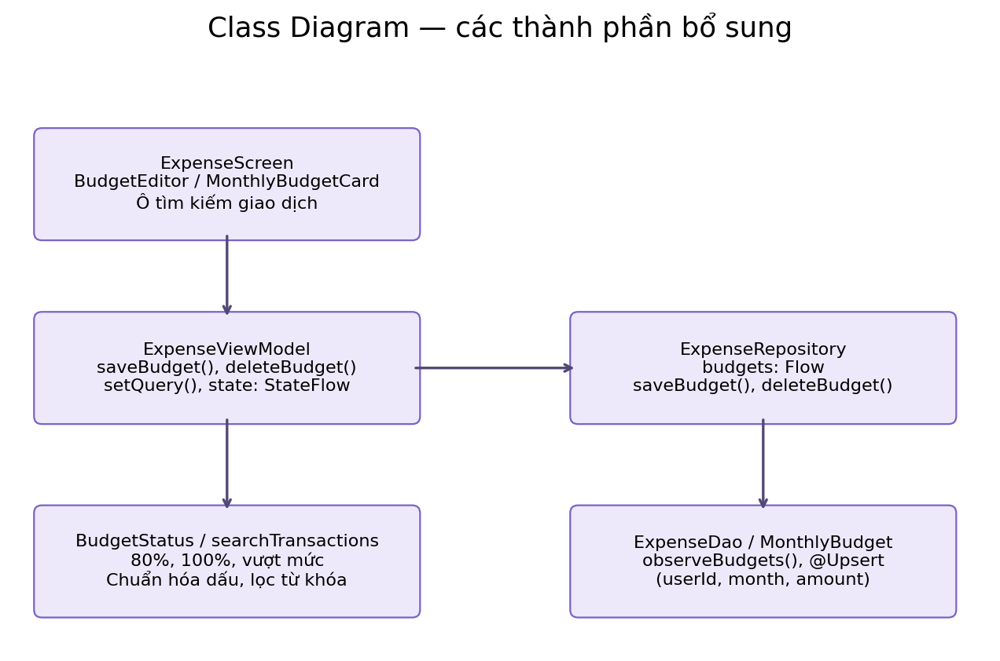 Class Diagram — các thành phần bổ sung
ExpenseScreen
BudgetEditor / MonthlyBudgetCard
Ô tìm kiếm giao dịch
ExpenseViewModel
saveBudget(), deleteBudget()
setQuery(), state: StateFlow
ExpenseRepository
budgets: Flow
saveBudget(), deleteBudget()
BudgetStatus / searchTransactions
80%, 100%, vượt mức
Chuẩn hóa dấu, lọc từ khóa
ExpenseDao / MonthlyBudget
observeBudgets(), @Upsert
(userId, month, amount)